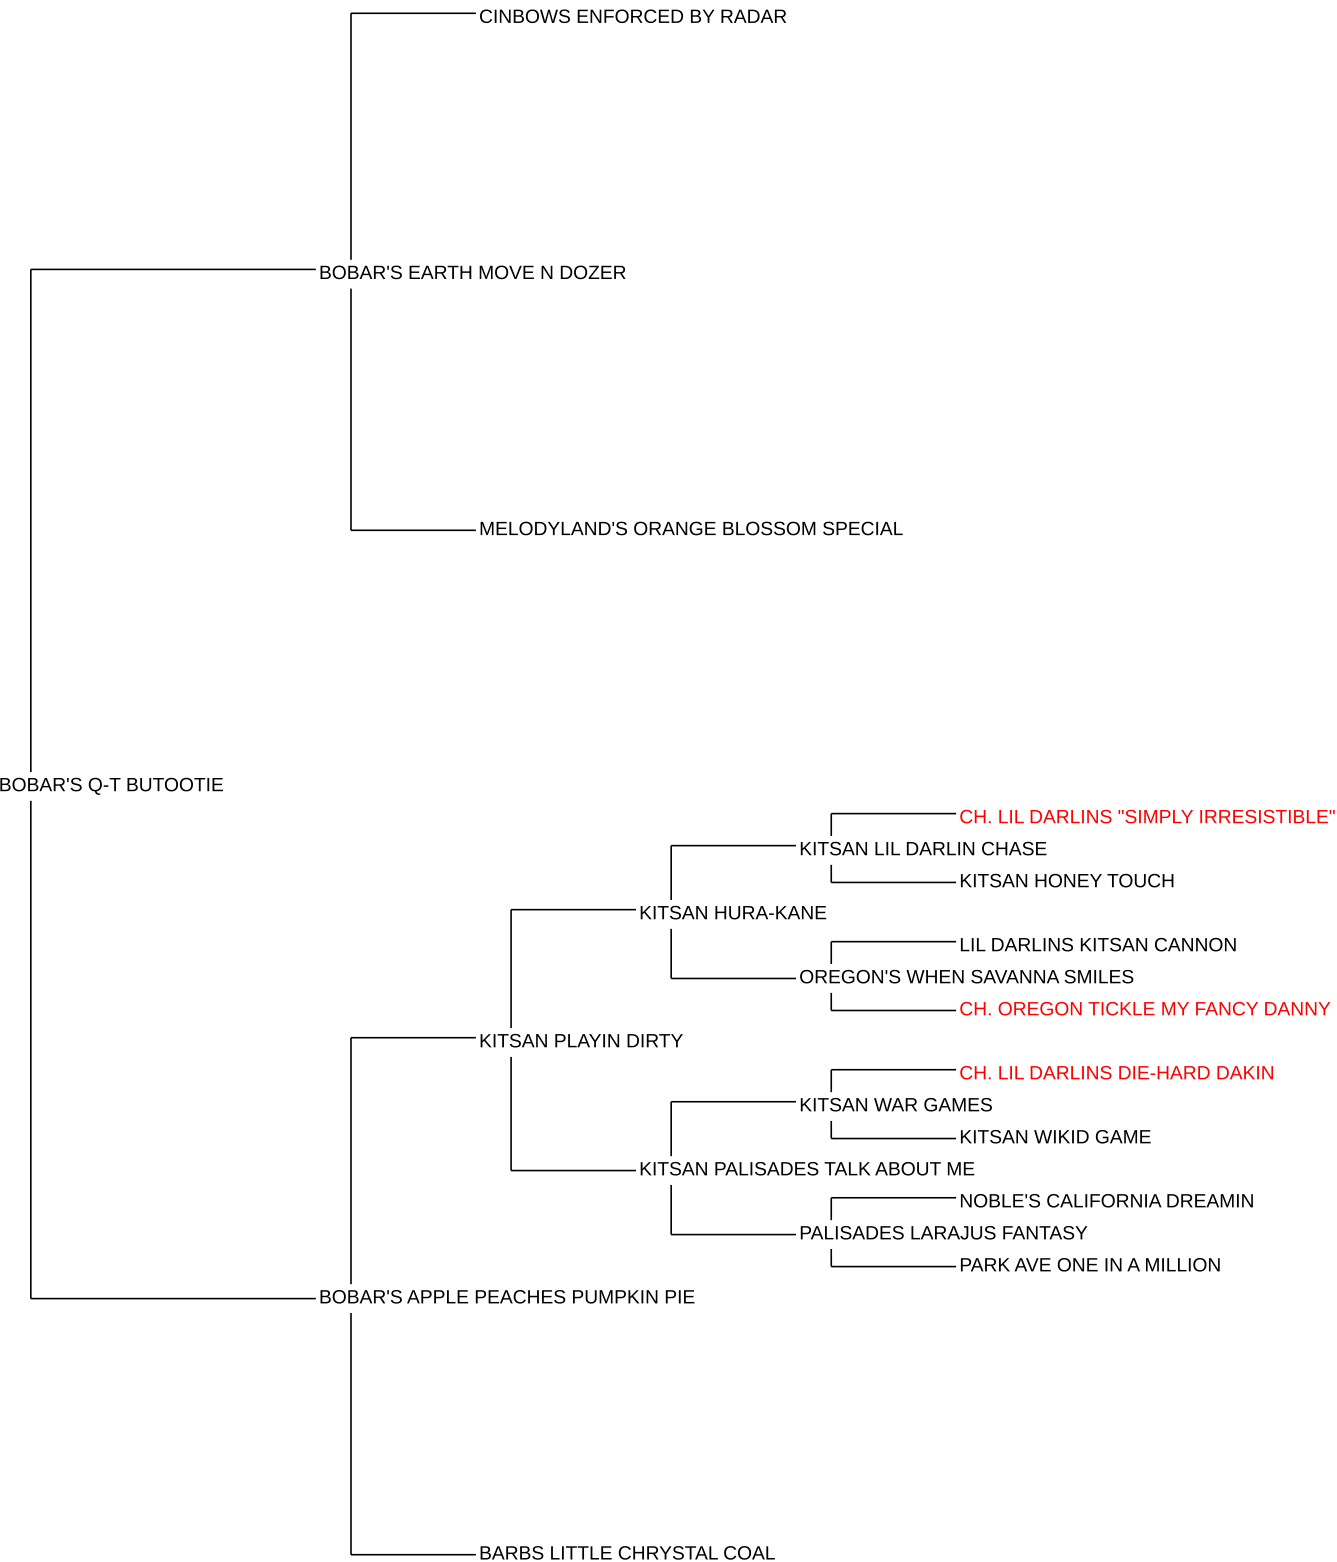 CINBOWS ENFORCED BY RADAR
BOBAR'S EARTH MOVE N DOZER
MELODYLAND'S ORANGE BLOSSOM SPECIAL
BOBAR'S Q-T BUTOOTIE
CH. LIL DARLINS "SIMPLY IRRESISTIBLE"
KITSAN LIL DARLIN CHASE
KITSAN HONEY TOUCH
KITSAN HURA-KANE
LIL DARLINS KITSAN CANNON
OREGON'S WHEN SAVANNA SMILES
CH. OREGON TICKLE MY FANCY DANNY
KITSAN PLAYIN DIRTY
CH. LIL DARLINS DIE-HARD DAKIN
KITSAN WAR GAMES
KITSAN WIKID GAME
KITSAN PALISADES TALK ABOUT ME
NOBLE'S CALIFORNIA DREAMIN
PALISADES LARAJUS FANTASY
PARK AVE ONE IN A MILLION
BOBAR'S APPLE PEACHES PUMPKIN PIE
BARBS LITTLE CHRYSTAL COAL